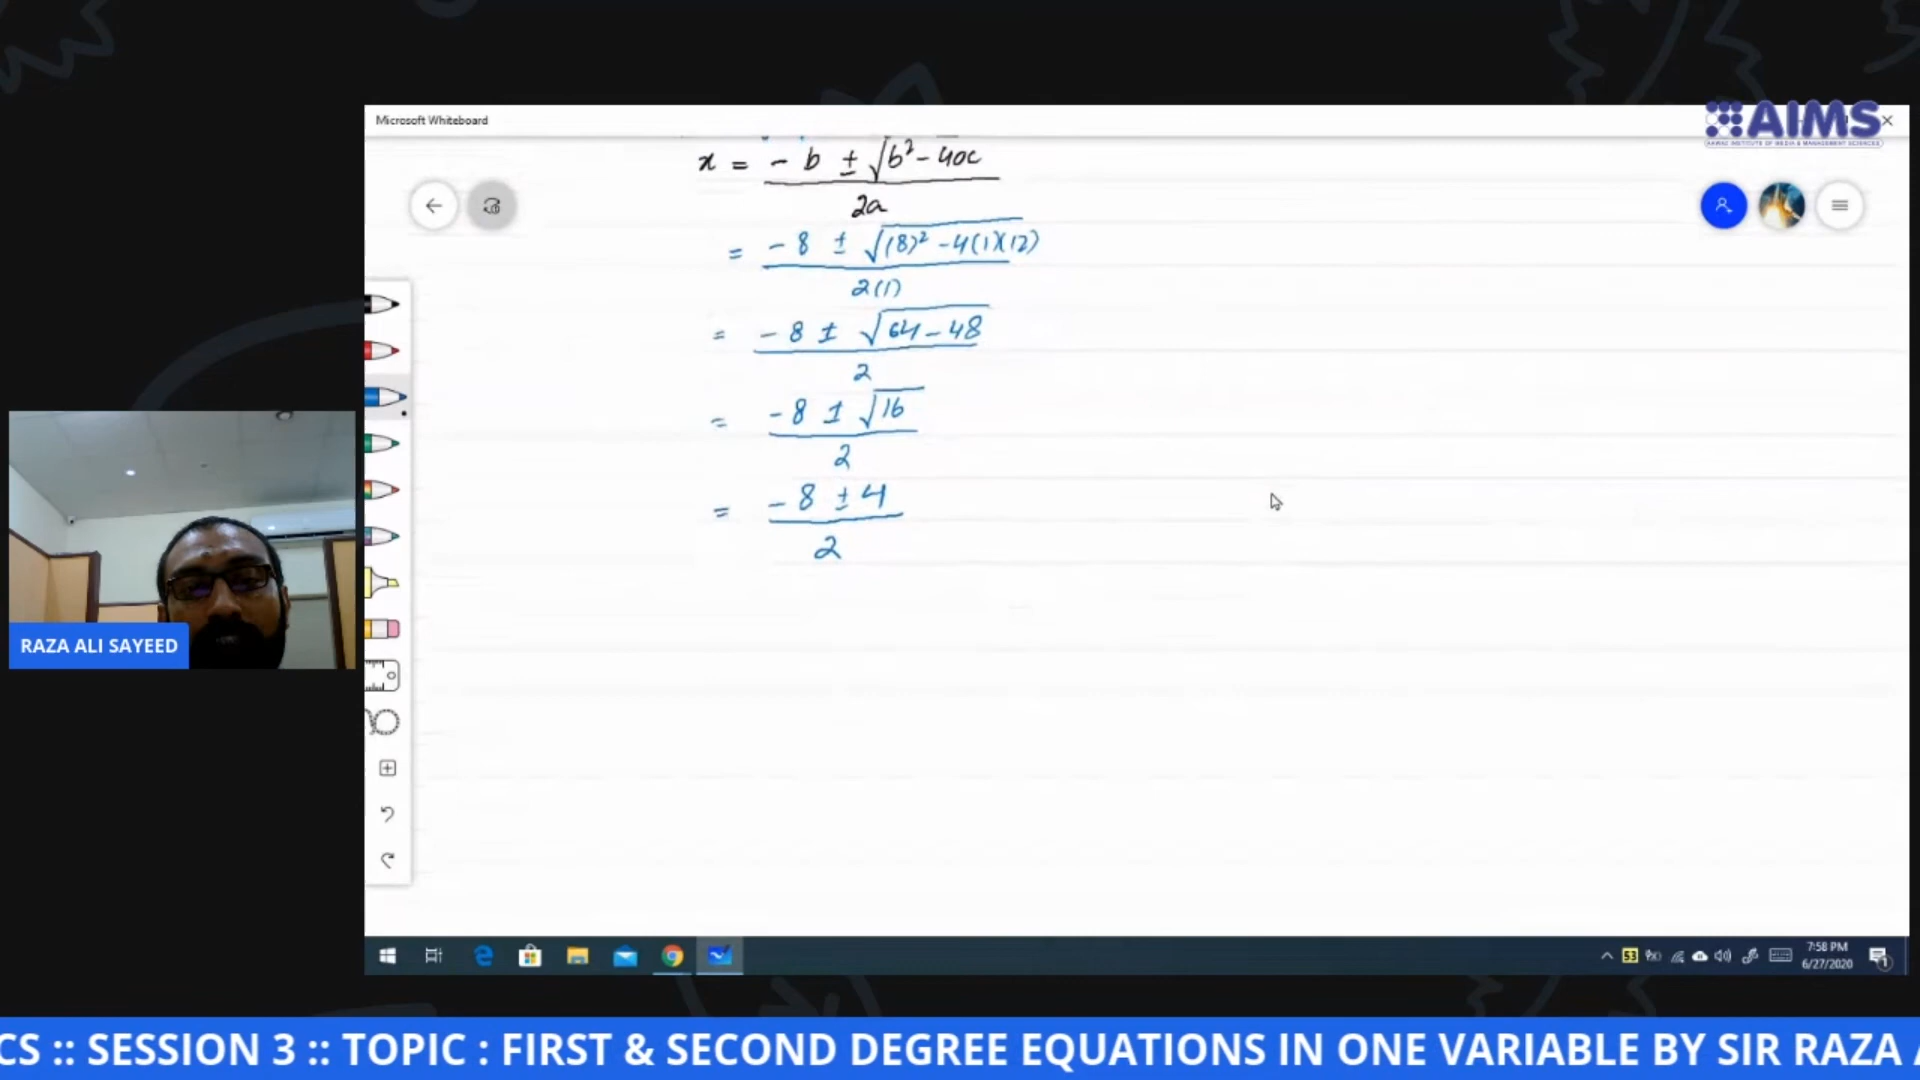 Microsoft Whiteboard
AIMS
x = -b ± √b² - 4ac
2a
= -8 ± √(8)² - 4(1)(12)
2(1)
= -8 ± √64 - 48
2
= -8 ± √16
2
= -8 ± 4
2
RAZA ALI SAYEED
53
7:58 PM
6/27/2020
1
CS :: SESSION 3 :: TOPIC : FIRST & SECOND DEGREE EQUATIONS IN ONE VARIABLE BY SIR RAZA A